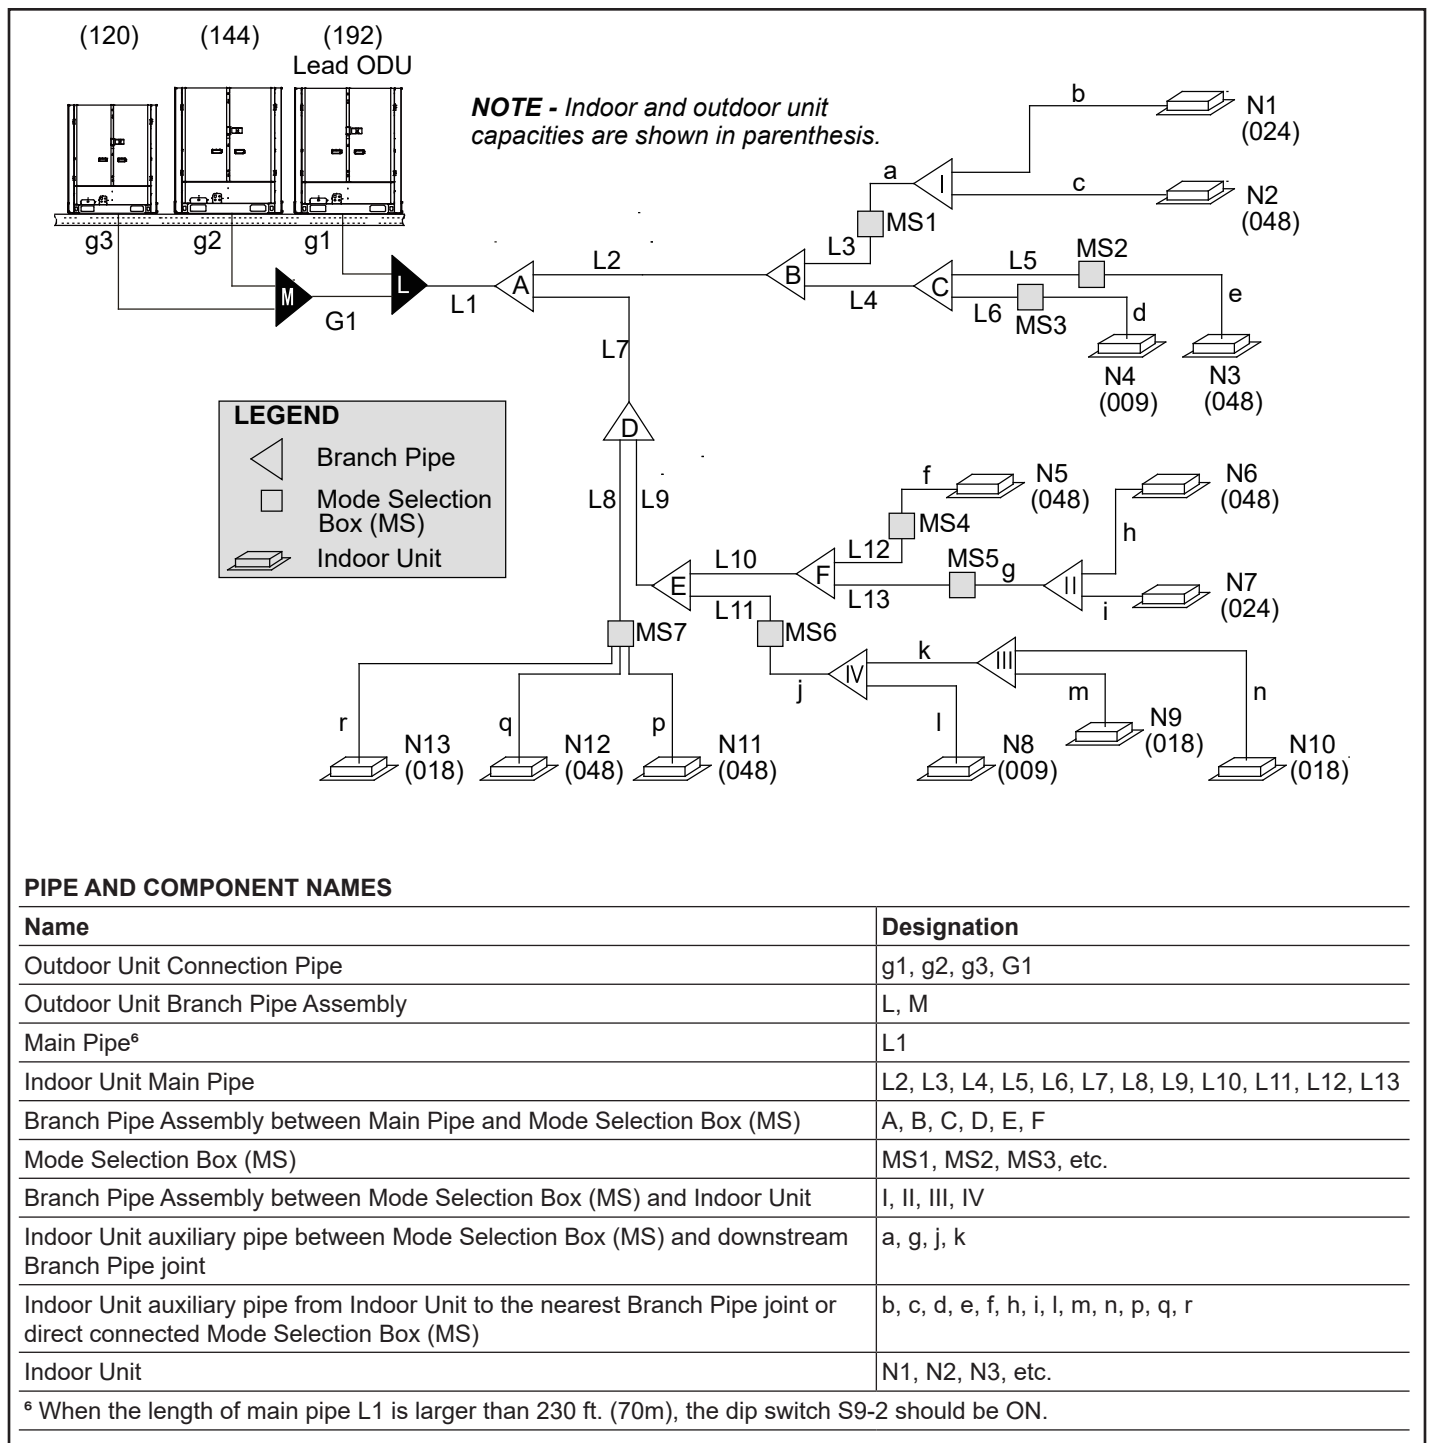 (120) (144) (192)
Lead ODU
NOTE - Indoor and outdoor unit
capacities are shown in parenthesis.
b
N1
(024)
a
I
c
N2
(048)
MS1
g3 g2 g1
L3
MS2
L2
B
L5
A
L
M
C
L4
e
L1
G1
L6
d
MS3
L7
N4
(009)
N3
(048)
LEGEND
Branch Pipe
Mode Selection
Box (MS)
Indoor Unit
D
L8 L9
f
N5
(048)
N6
(048)
MS4
h
L12
L10
F
MS5
g
II
E
L13
L11
i
N7
(024)
MS7
MS6
k
III
IV
j
m
n
l
r
q
p
N13
(018)
N12
(048)
N11
(048)
N8
(009)
N9
(018)
N10
(018)
PIPE AND COMPONENT NAMES
Name Designation
Outdoor Unit Connection Pipe g1, g2, g3, G1
Outdoor Unit Branch Pipe Assembly L, M
Main Pipe⁶ L1
Indoor Unit Main Pipe L2, L3, L4, L5, L6, L7, L8, L9, L10, L11, L12, L13
Branch Pipe Assembly between Main Pipe and Mode Selection Box (MS) A, B, C, D, E, F
Mode Selection Box (MS) MS1, MS2, MS3, etc.
Branch Pipe Assembly between Mode Selection Box (MS) and Indoor Unit I, II, III, IV
Indoor Unit auxiliary pipe between Mode Selection Box (MS) and downstream a, g, j, k
Branch Pipe joint
Indoor Unit auxiliary pipe from Indoor Unit to the nearest Branch Pipe joint or b, c, d, e, f, h, i, l, m, n, p, q, r
direct connected Mode Selection Box (MS)
Indoor Unit N1, N2, N3, etc.
⁶ When the length of main pipe L1 is larger than 230 ft. (70m), the dip switch S9-2 should be ON.